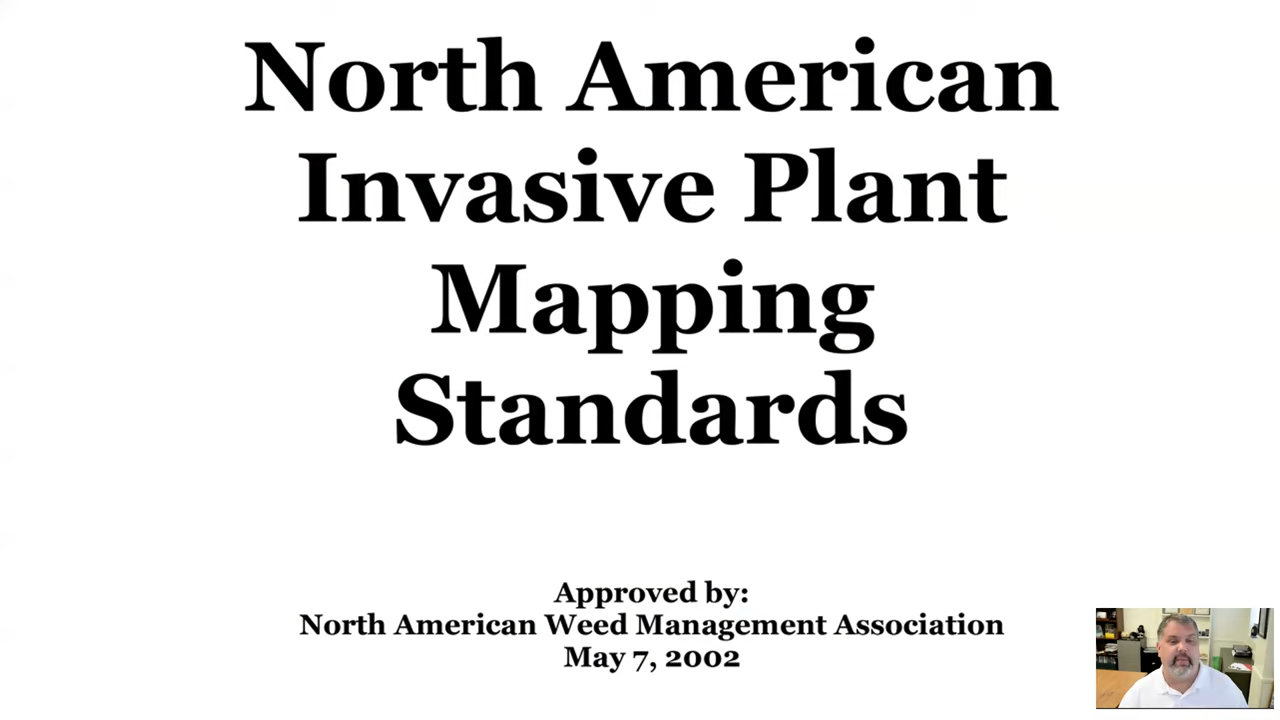 North American
Invasive Plant
Mapping
Standards
Approved by:
North American Weed Management Association
May 7, 2002